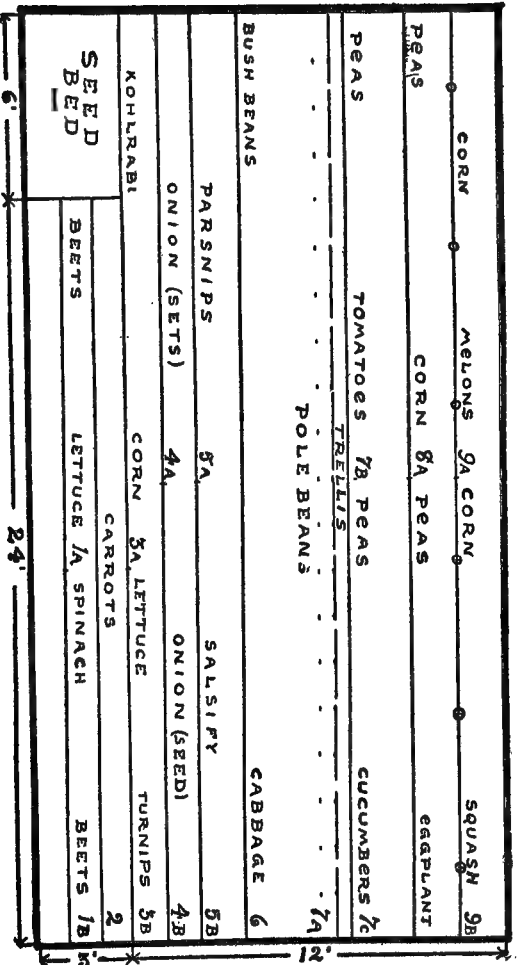 CORN MELONS 9A CORN SQUASH 9B
PEAS CORN 8A PEAS EGGPLANT
PEAS TOMATOES 7B PEAS CUCUMBERS 7C
TRELLIS
POLE BEANS 7A
12'
BUSH BEANS CABBAGE 6
PARSNIPS 5A SALSIFY 5B
ONION (SETS) 4A ONION (SEED) 4B
KOHLRABI CORN 3A LETTUCE TURNIPS 3B
CARROTS 2
SEED
BED
BEETS LETTUCE 1A SPINACH BEETS 1B
6' 24'